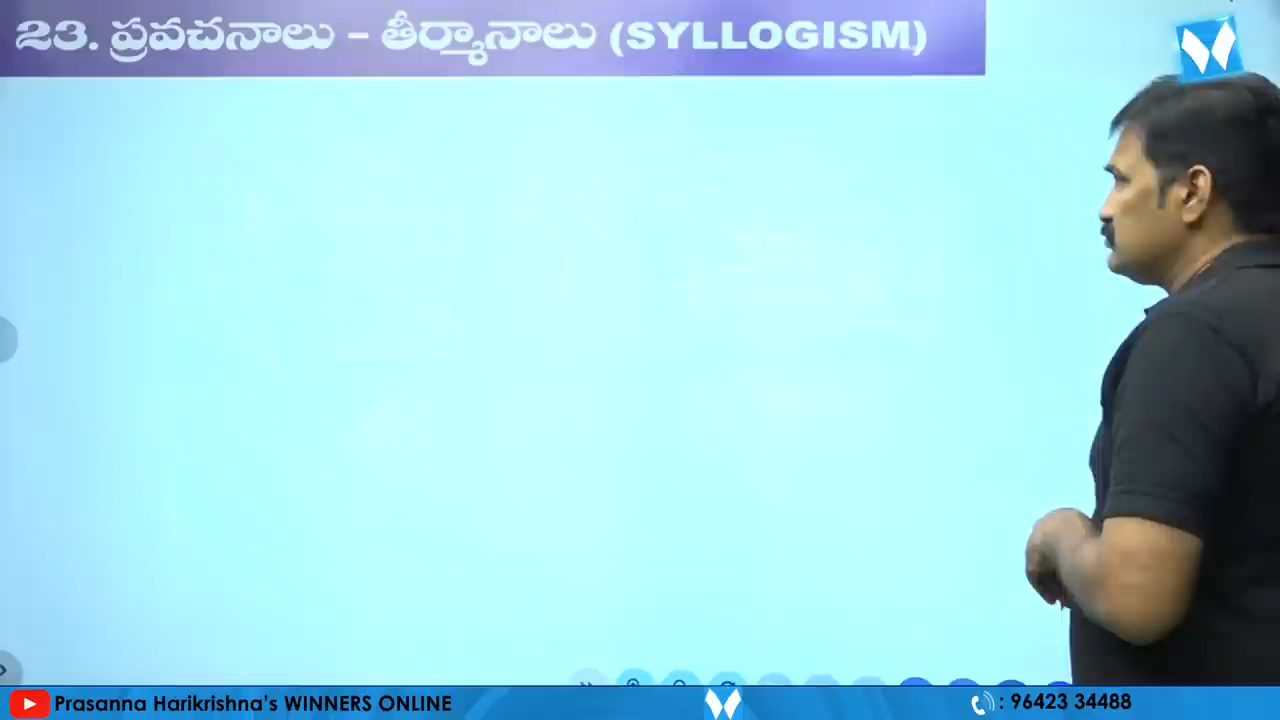 23. ప్రవచనాలు - తీర్మానాలు (SYLLOGISM)
Prasanna Harikrishna's WINNERS ONLINE
: 96423 34488